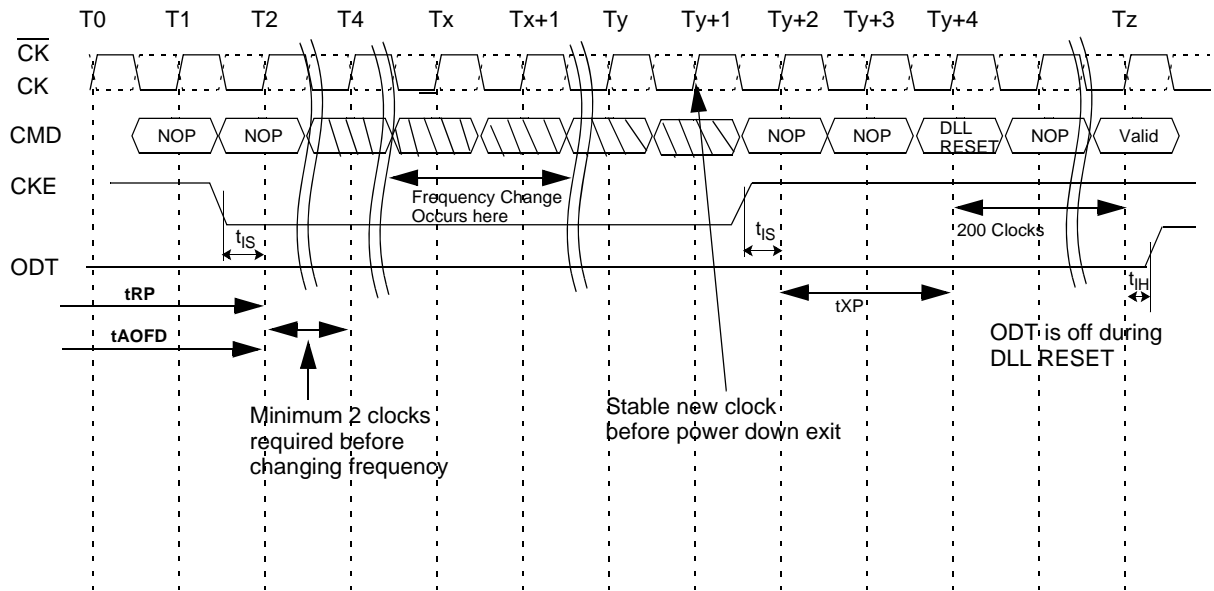 T0 T1 T2 T4 Tx Tx+1 Ty Ty+1 Ty+2 Ty+3 Ty+4 Tz
CK
CK
CMD NOP NOP NOP NOP DLL RESET NOP Valid
CKE
Frequency Change
Occurs here
200 Clocks
tIS
tIS
ODT
tIH
tRP
tXP
tAOFD
ODT is off during
DLL RESET
Minimum 2 clocks
required before
changing frequency
Stable new clock
before power down exit